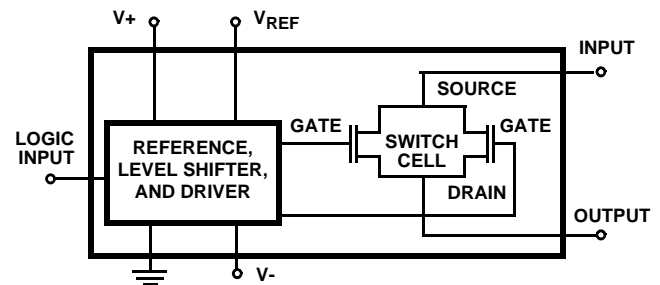 V+
VREF
INPUT
SOURCE
LOGIC
INPUT
REFERENCE,
LEVEL SHIFTER,
AND DRIVER
GATE
SWITCH
CELL
GATE
DRAIN
OUTPUT
V-